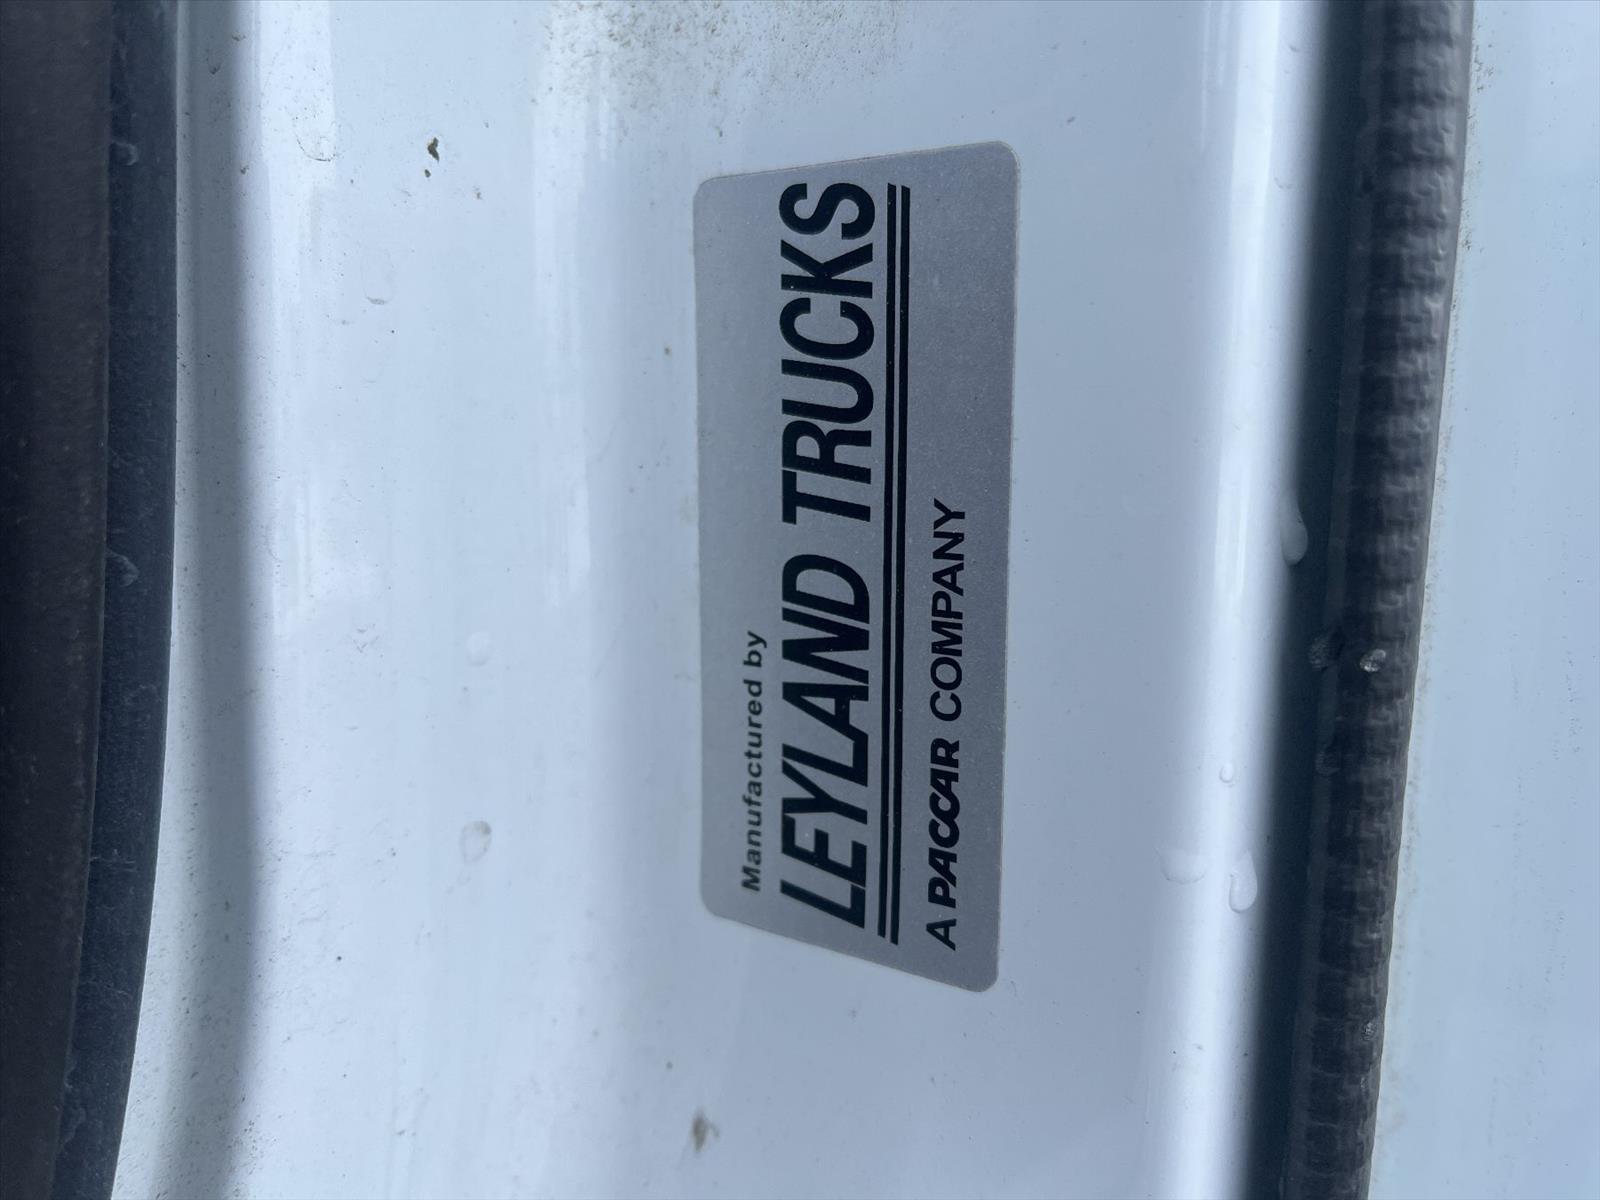 Manufactured by
LEYLAND TRUCKS
A PACCAR COMPANY